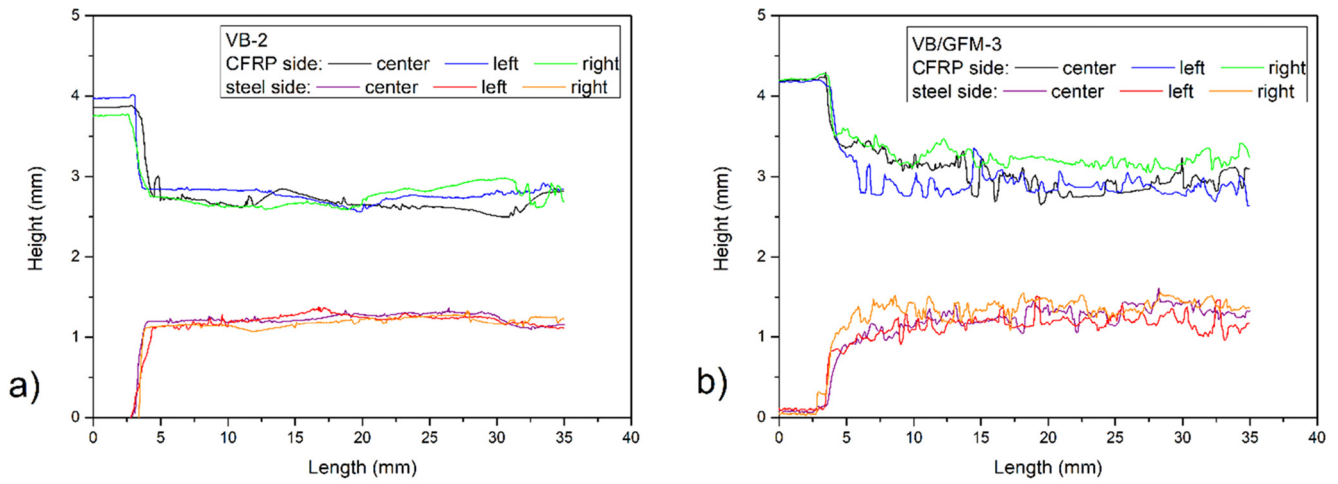 VB-2
CFRP side: center left right
steel side: center left right
Height (mm)
5
4
3
2
1
0
0 5 10 15 20 25 30 35 40
Length (mm)
a)
VB/GFM-3
CFRP side: center left right
steel side: center left right
Height (mm)
5
4
3
2
1
0
0 5 10 15 20 25 30 35 40
Length (mm)
b)